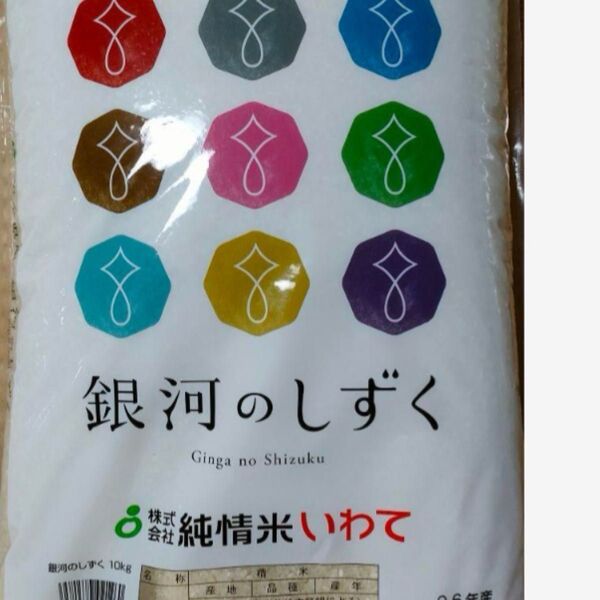 銀河のしずく
Ginga no Shizuku
株式会社 純情米いわて
銀河のしずく 10kg
名称 精米
産地 品種 産年